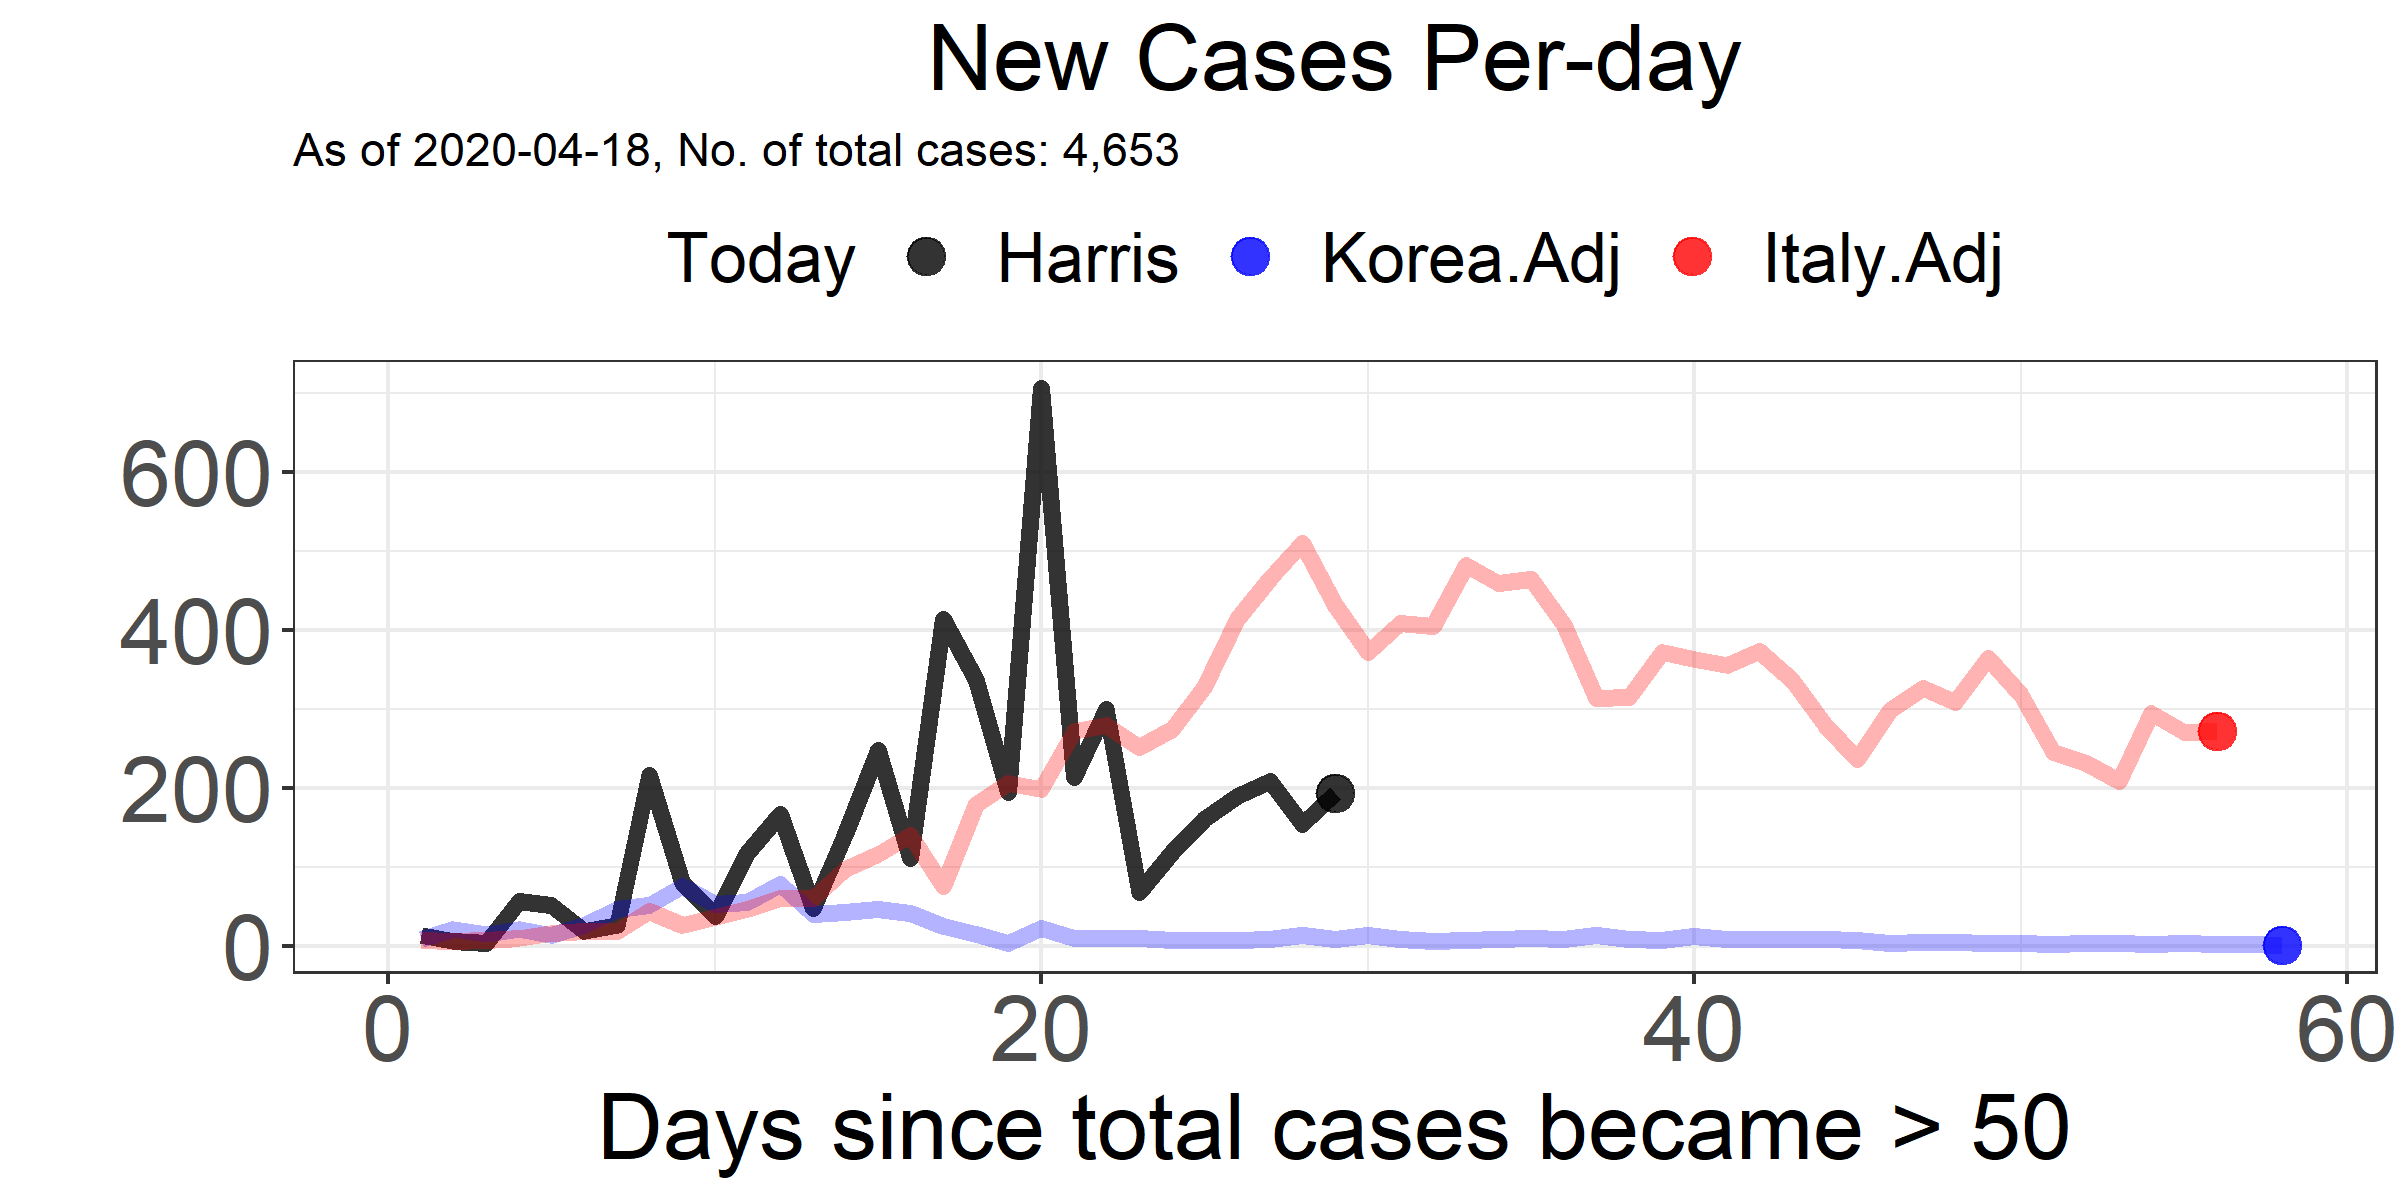 New Cases Per-day
As of 2020-04-18, No. of total cases: 4,653
Today Harris Korea.Adj Italy.Adj
600
400
200
0
0 20 40 60
Days since total cases became > 50